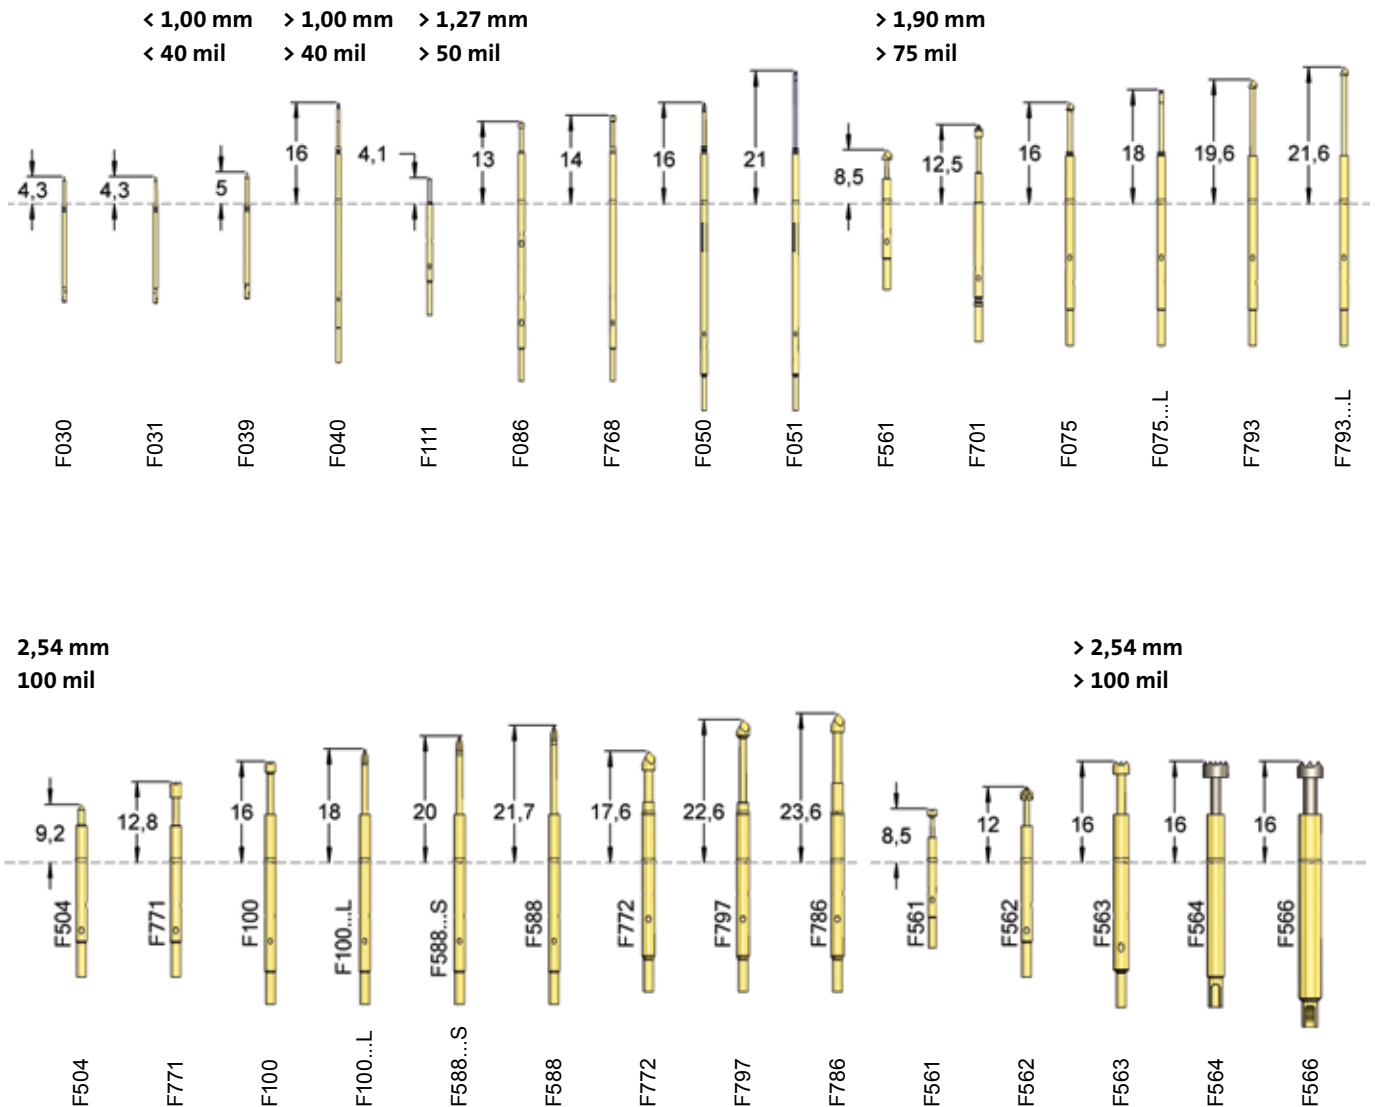 < 1,00 mm
< 40 mil
> 1,00 mm
> 40 mil
> 1,27 mm
> 50 mil
> 1,90 mm
> 75 mil
4,3
4,3
5
16
4,1
13
14
16
21
8,5
12,5
16
18
19,6
21,6
F030
F031
F039
F040
F111
F086
F768
F050
F051
F561
F701
F075
F075...L
F793
F793...L
2,54 mm
100 mil
> 2,54 mm
> 100 mil
9,2
12,8
16
18
20
21,7
17,6
22,6
23,6
8,5
12
16
16
16
F504
F771
F100
F100...L
F588...S
F588
F772
F797
F786
F561
F562
F563
F564
F566
F504
F771
F100
F100...L
F588...S
F588
F772
F797
F786
F561
F562
F563
F564
F566